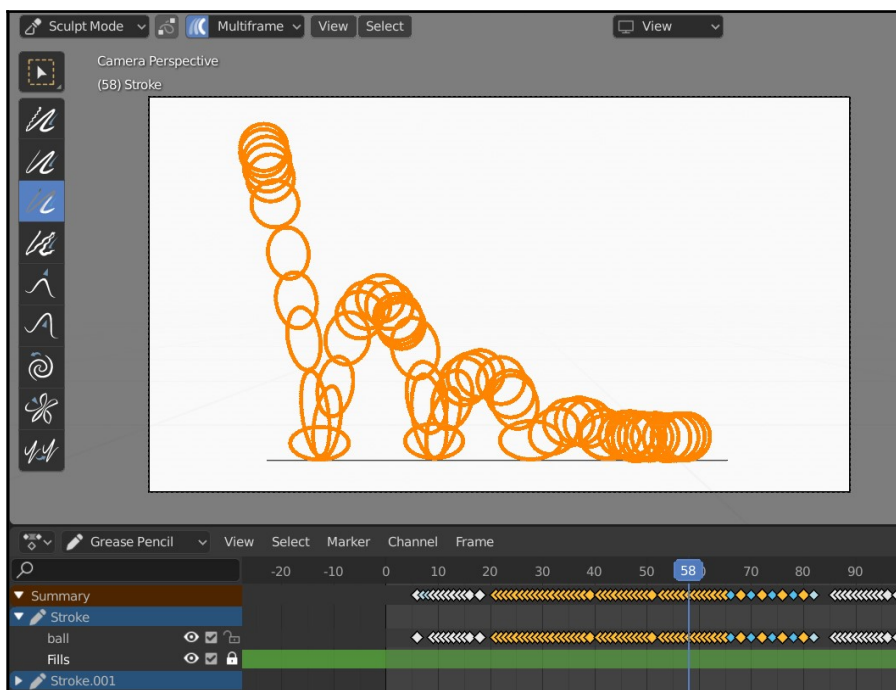 Sculpt Mode Multiframe View Select View
Camera Perspective
(58) Stroke
Grease Pencil View Select Marker Channel Frame
-20 -10 0 10 20 30 40 50 58 70 80 90
Summary
Stroke
ball
Fills
Stroke.001